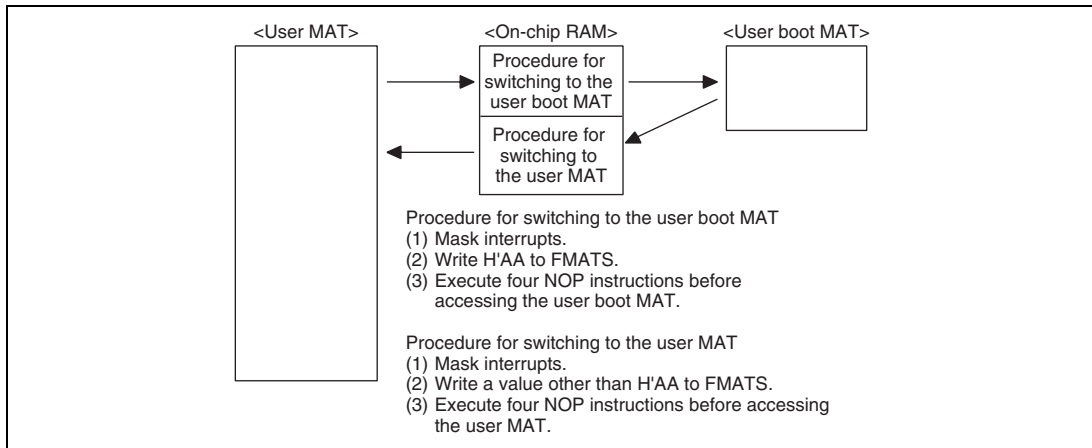 <User MAT>
<On-chip RAM>
<User boot MAT>
Procedure for
switching to the
user boot MAT
Procedure for
switching to
the user MAT
Procedure for switching to the user boot MAT
(1) Mask interrupts.
(2) Write H'AA to FMATS.
(3) Execute four NOP instructions before
accessing the user boot MAT.
Procedure for switching to the user MAT
(1) Mask interrupts.
(2) Write a value other than H'AA to FMATS.
(3) Execute four NOP instructions before accessing
the user MAT.